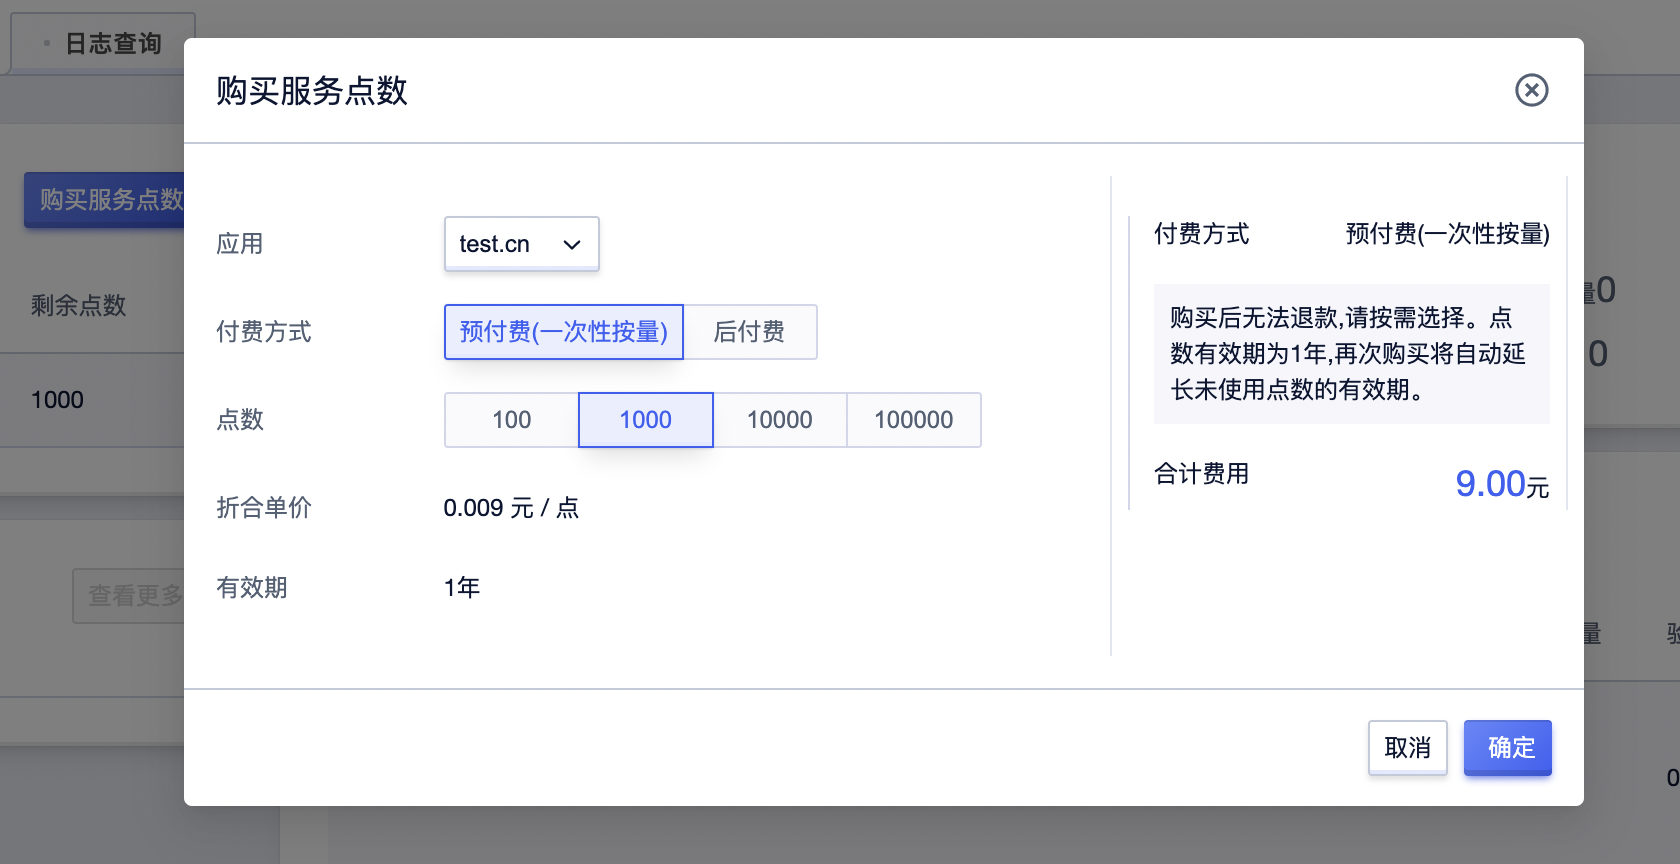 日志查询
购买服务点数
购买服务点数
应用
test.cn
付费方式
预付费(一次性按量)
后付费
点数
100
1000
10000
100000
折合单价
0.009 元 / 点
有效期
1年
付费方式
预付费(一次性按量)
购买后无法退款,请按需选择。点
数有效期为1年,再次购买将自动延
长未使用点数的有效期。
合计费用
9.00元
取消
确定
剩余点数
1000
查看更多
量0
0
量
0